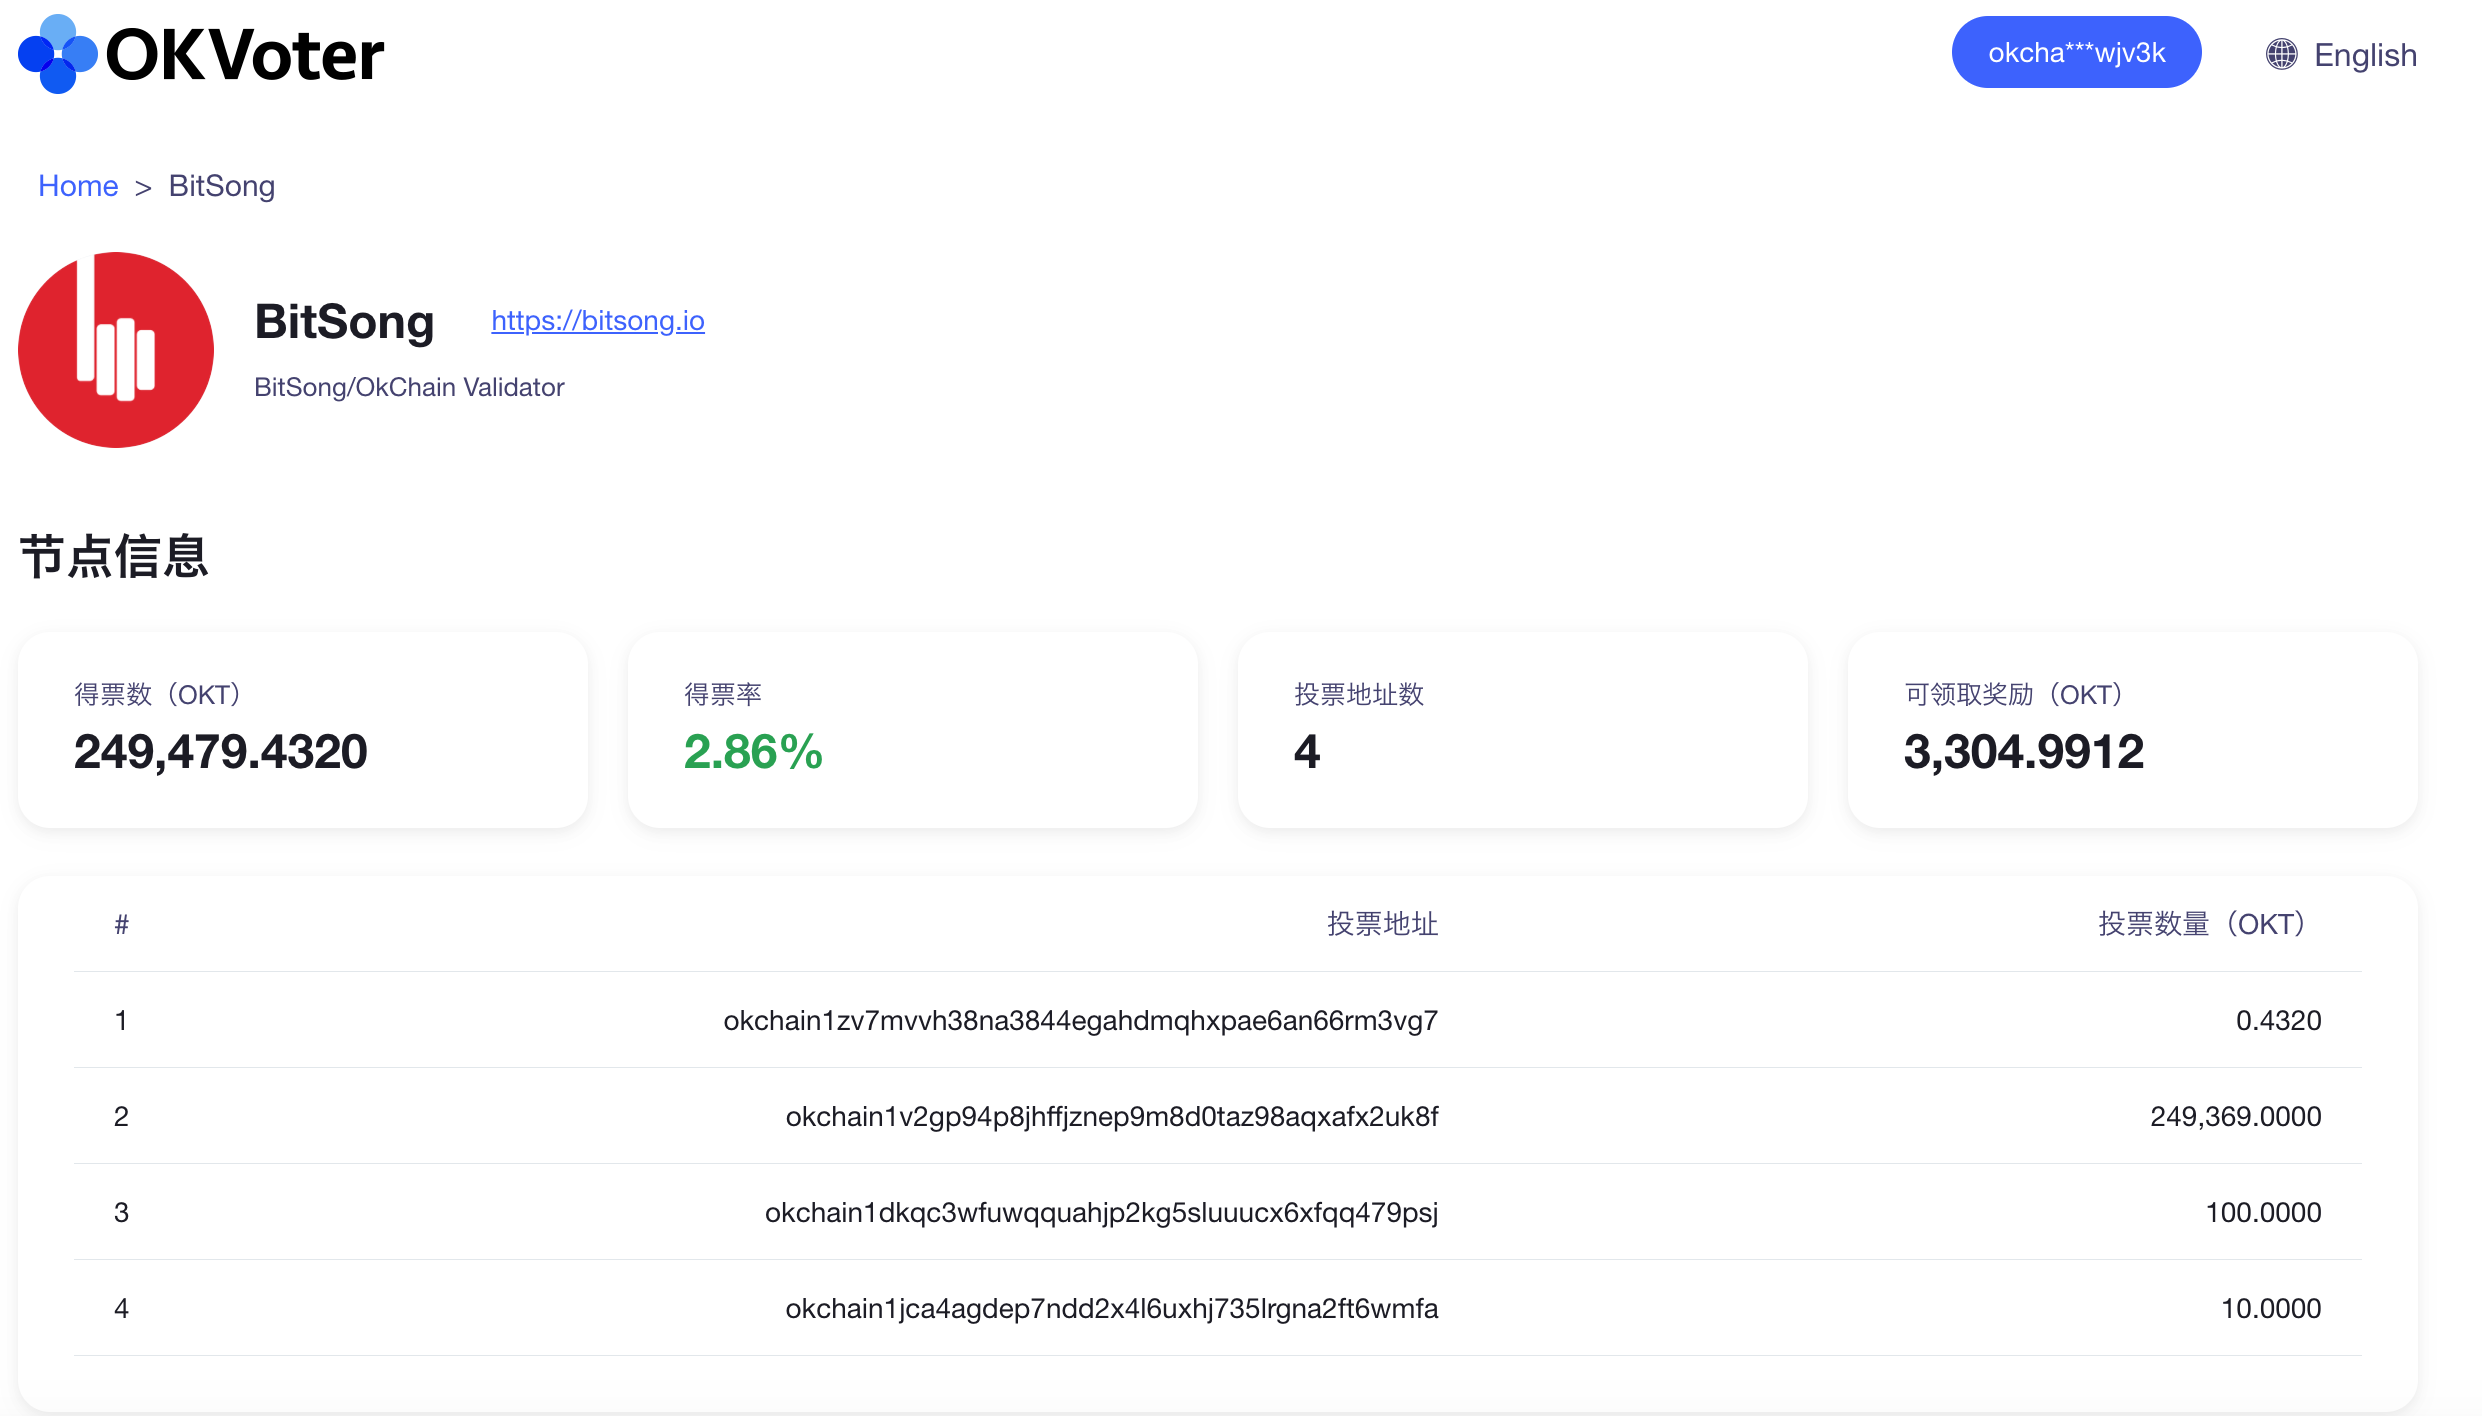 OKVoter
okcha***wjv3k
English
Home > BitSong
BitSong https://bitsong.io
BitSong/OkChain Validator
节点信息
得票数（OKT）
249,479.4320
得票率
2.86%
投票地址数
4
可领取奖励（OKT）
3,304.9912
# 投票地址 投票数量（OKT）
1 okchain1zv7mvvh38na3844egahdmqhxpae6an66rm3vg7 0.4320
2 okchain1v2gp94p8jhffjznep9m8d0taz98aqxafx2uk8f 249,369.0000
3 okchain1dkqc3wfuwqquahjp2kg5sluuucx6xfqq479psj 100.0000
4 okchain1jca4agdep7ndd2x4l6uxhj735lrgna2ft6wmfa 10.0000